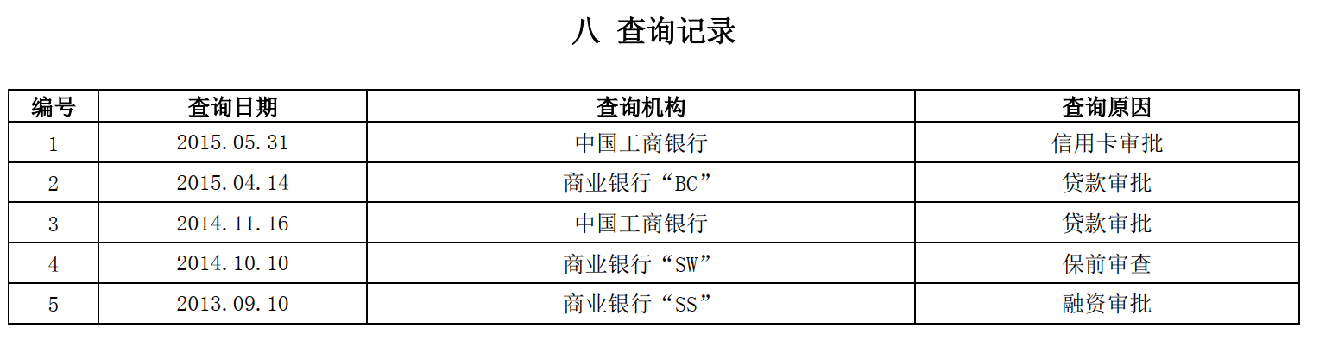 八 查询记录
编号 查询日期 查询机构 查询原因
1 2015.05.31 中国工商银行 信用卡审批
2 2015.04.14 商业银行“BC” 贷款审批
3 2014.11.16 中国工商银行 贷款审批
4 2014.10.10 商业银行“SW” 保前审查
5 2013.09.10 商业银行“SS” 融资审批